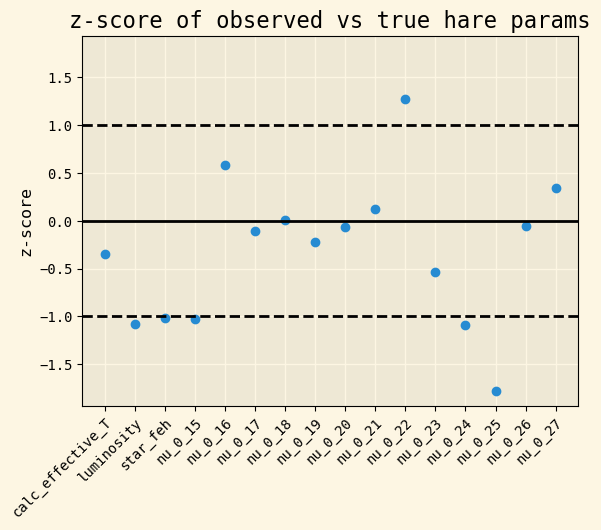 z-score of observed vs true hare params
z-score
1.5
1.0
0.5
0.0
−0.5
−1.0
−1.5
calc_effective_T
luminosity
star_feh
nu_0_15
nu_0_16
nu_0_17
nu_0_18
nu_0_19
nu_0_20
nu_0_21
nu_0_22
nu_0_23
nu_0_24
nu_0_25
nu_0_26
nu_0_27